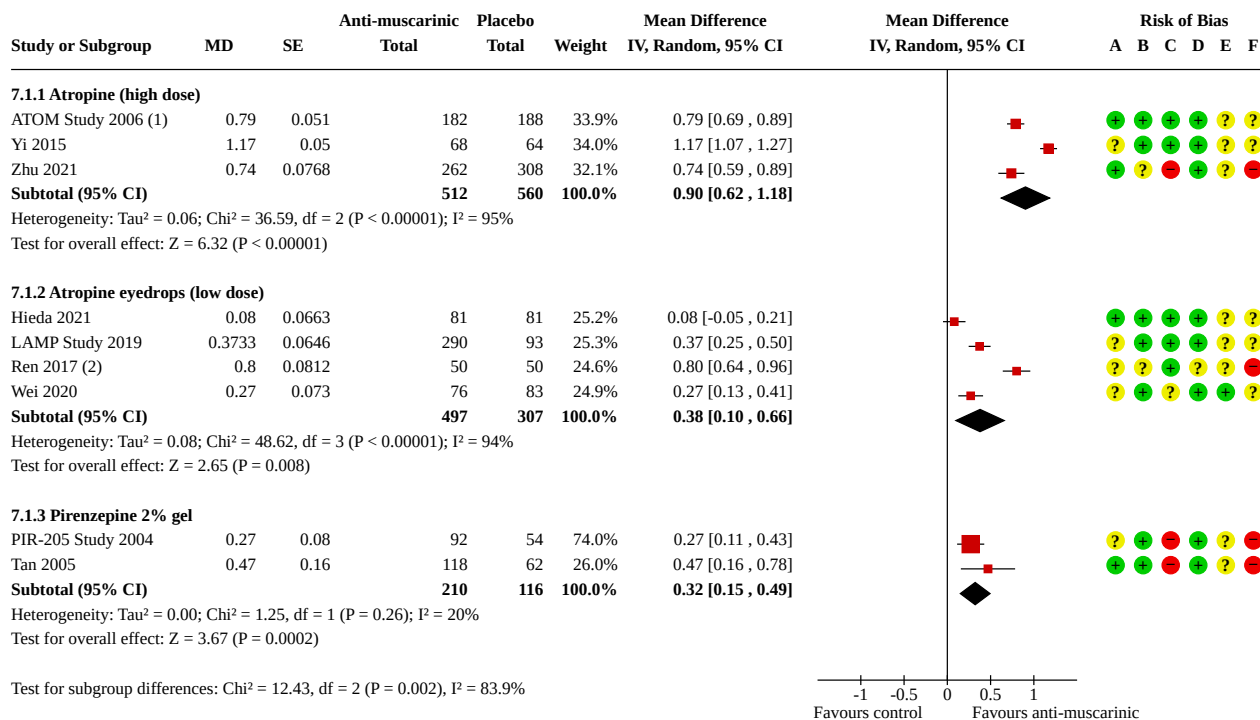 Anti-muscarinic Placebo Mean Difference Mean Difference Risk of Bias
Study or Subgroup MD SE Total Total Weight IV, Random, 95% CI IV, Random, 95% CI A B C D E F
7.1.1 Atropine (high dose)
ATOM Study 2006 (1) 0.79 0.051 182 188 33.9% 0.79 [0.69 , 0.89] + + + + ? ?
Yi 2015 1.17 0.05 68 64 34.0% 1.17 [1.07 , 1.27] ? + + + ? ?
Zhu 2021 0.74 0.0768 262 308 32.1% 0.74 [0.59 , 0.89] + ? − + ? −
Subtotal (95% CI) 512 560 100.0% 0.90 [0.62 , 1.18]
Heterogeneity: Tau² = 0.06; Chi² = 36.59, df = 2 (P < 0.00001); I² = 95%
Test for overall effect: Z = 6.32 (P < 0.00001)
7.1.2 Atropine eyedrops (low dose)
Hieda 2021 0.08 0.0663 81 81 25.2% 0.08 [-0.05 , 0.21] + + + + ? ?
LAMP Study 2019 0.3733 0.0646 290 93 25.3% 0.37 [0.25 , 0.50] ? + + + ? ?
Ren 2017 (2) 0.8 0.0812 50 50 24.6% 0.80 [0.64 , 0.96] ? ? + ? ? −
Wei 2020 0.27 0.073 76 83 24.9% 0.27 [0.13 , 0.41] ? + ? + + ?
Subtotal (95% CI) 497 307 100.0% 0.38 [0.10 , 0.66]
Heterogeneity: Tau² = 0.08; Chi² = 48.62, df = 3 (P < 0.00001); I² = 94%
Test for overall effect: Z = 2.65 (P = 0.008)
7.1.3 Pirenzepine 2% gel
PIR-205 Study 2004 0.27 0.08 92 54 74.0% 0.27 [0.11 , 0.43] ? + − + ? −
Tan 2005 0.47 0.16 118 62 26.0% 0.47 [0.16 , 0.78] + + − + ? −
Subtotal (95% CI) 210 116 100.0% 0.32 [0.15 , 0.49]
Heterogeneity: Tau² = 0.00; Chi² = 1.25, df = 1 (P = 0.26); I² = 20%
Test for overall effect: Z = 3.67 (P = 0.0002)
Test for subgroup differences: Chi² = 12.43, df = 2 (P = 0.002), I² = 83.9%
-1 -0.5 0 0.5 1
Favours control Favours anti-muscarinic